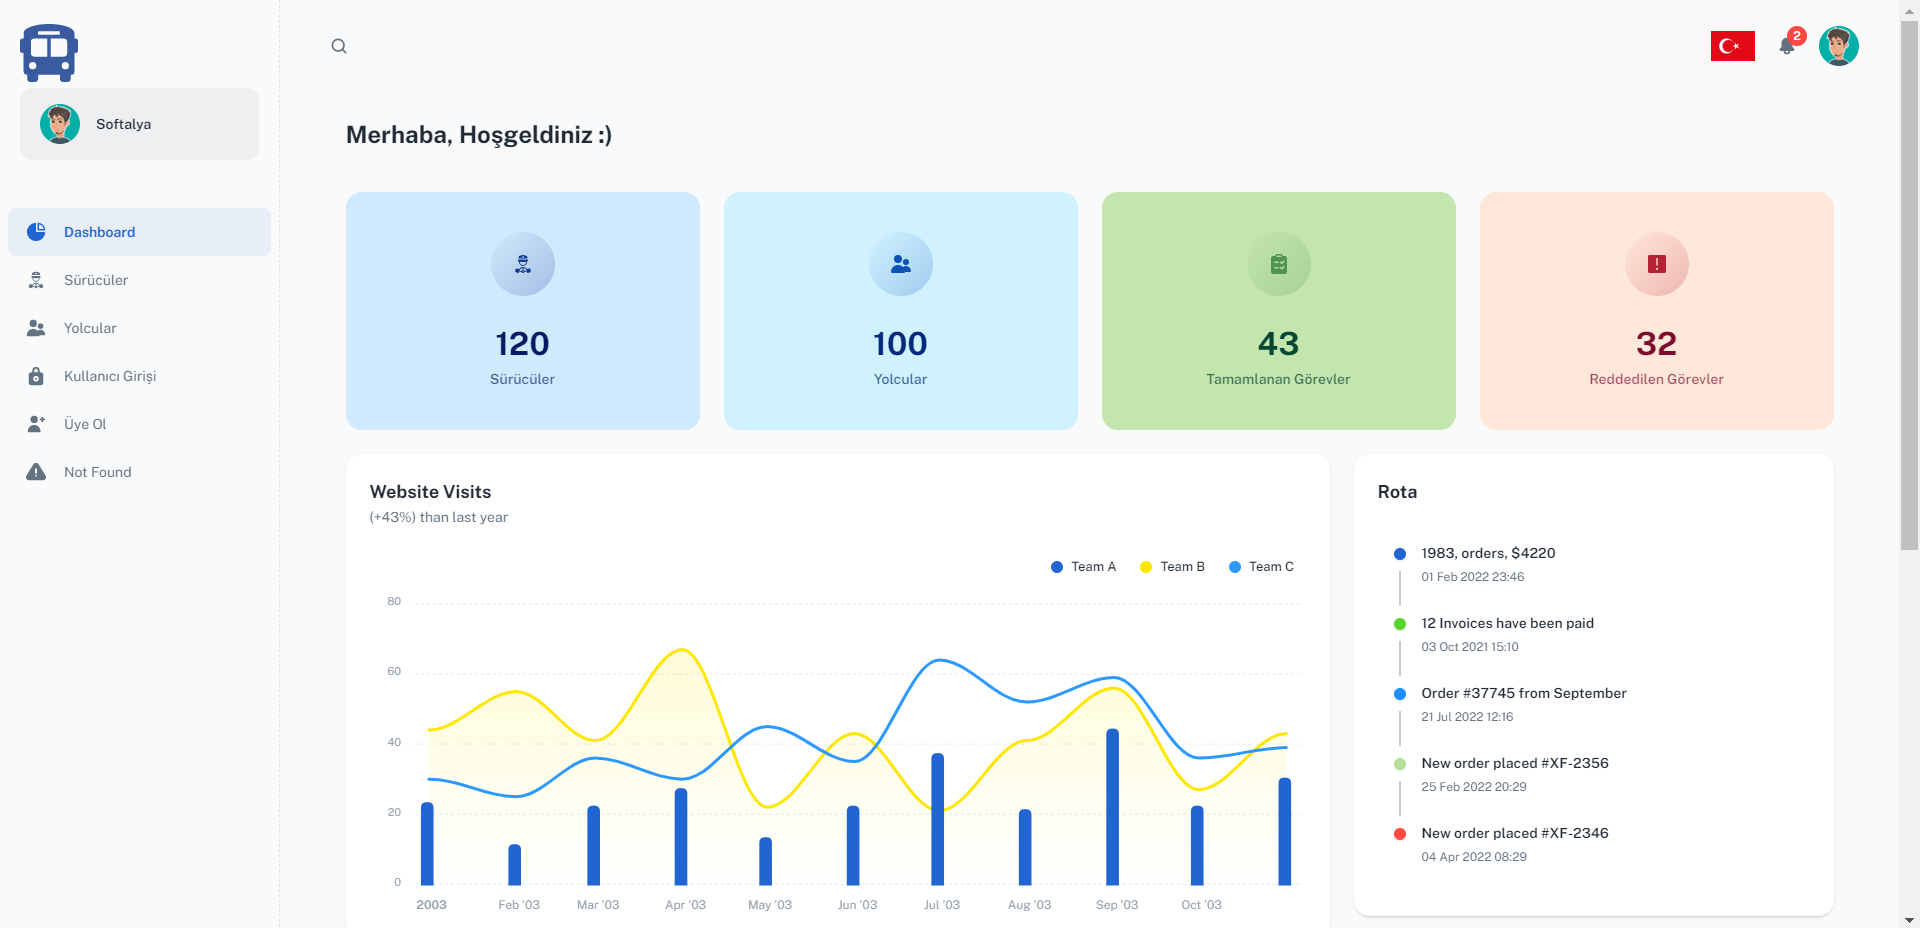 Softalya
Dashboard
Sürücüler
Yolcular
Kullanıcı Girişi
Üye Ol
Not Found
2
Merhaba, Hoşgeldiniz :)
120
Sürücüler
100
Yolcular
43
Tamamlanan Görevler
32
Reddedilen Görevler
Website Visits
(+43%) than last year
Team A
Team B
Team C
80
60
40
20
0
2003
Feb '03
Mar '03
Apr '03
May '03
Jun '03
Jul '03
Aug '03
Sep '03
Oct '03
Rota
1983, orders, $4220
01 Feb 2022 23:46
12 Invoices have been paid
03 Oct 2021 15:10
Order #37745 from September
21 Jul 2022 12:16
New order placed #XF-2356
25 Feb 2022 20:29
New order placed #XF-2346
04 Apr 2022 08:29